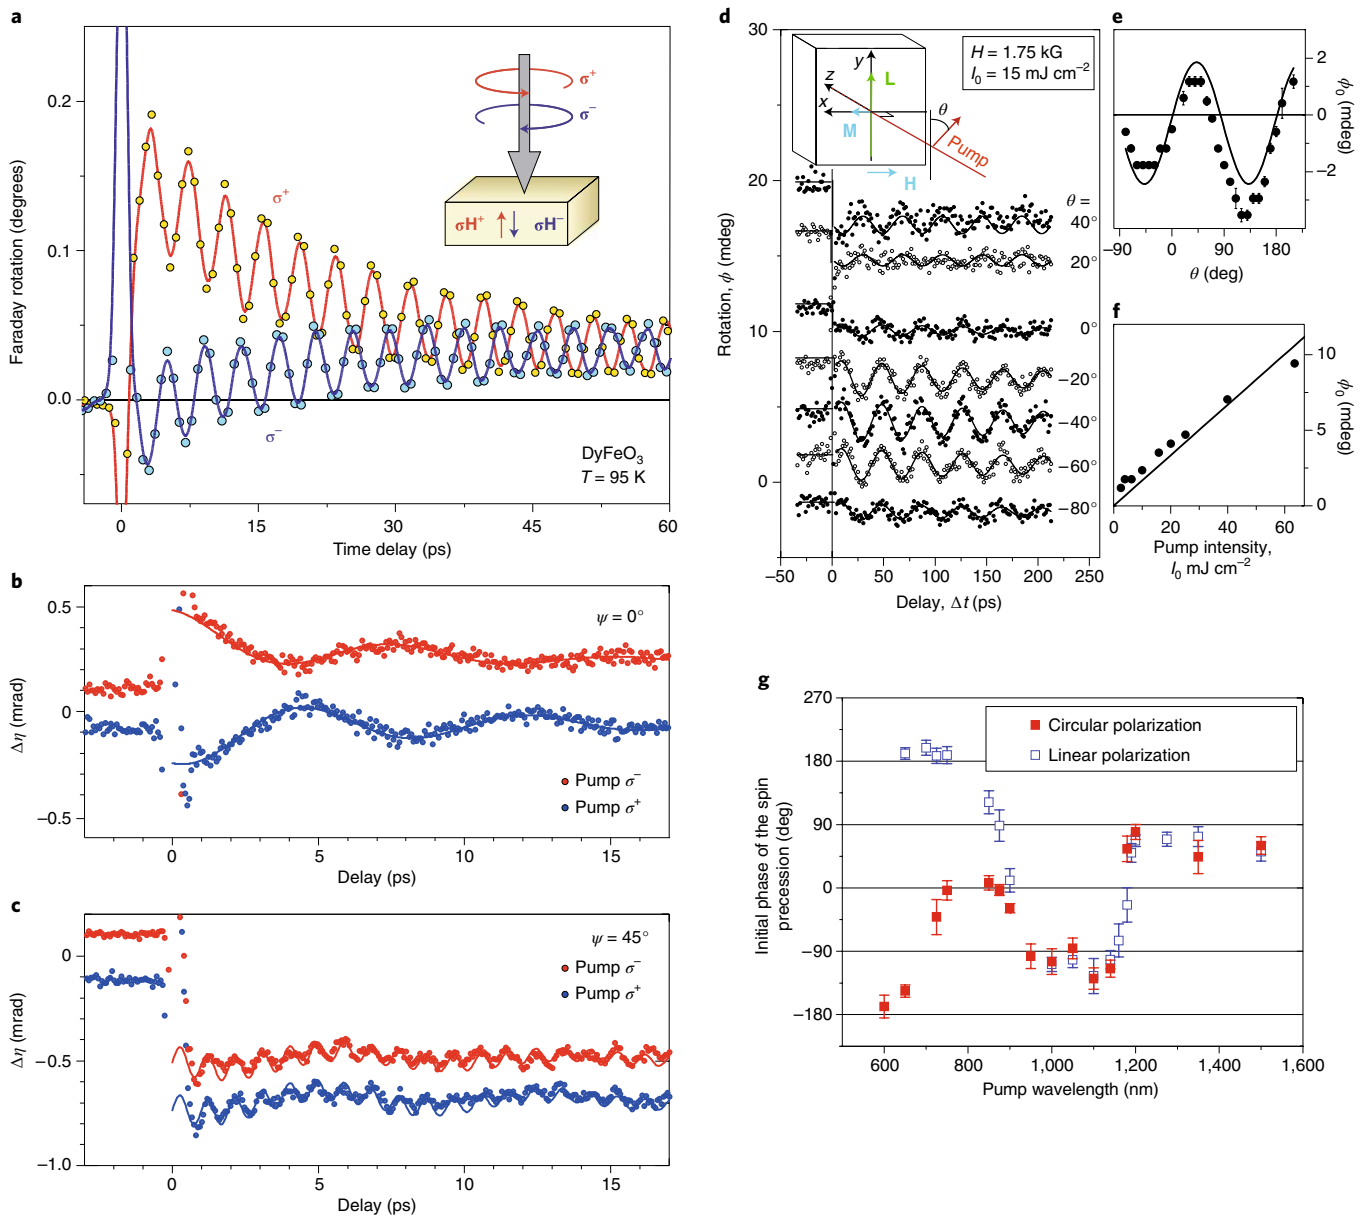 a
Faraday rotation (degrees)
0.2
0.1
0.0
σ+
σ−
σ+
σ−
σH+
σH−
DyFeO3
T = 95 K
0
15
30
45
60
Time delay (ps)
b
Δη (mrad)
0.5
0
−0.5
ψ = 0°
Pump σ−
Pump σ+
0
5
10
15
Delay (ps)
c
Δη (mrad)
0
−0.5
−1.0
ψ = 45°
Pump σ−
Pump σ+
0
5
10
15
Delay (ps)
d
Rotation, ϕ (mdeg)
30
20
10
0
H = 1.75 kG
I0 = 15 mJ cm−2
z
y
x
L
M
H
θ
Pump
θ =
40°
20°
0°
−20°
−40°
−60°
−80°
−50
0
50
100
150
200
250
Delay, Δt (ps)
e
2
0
−2
ϕ0 (mdeg)
−90
0
90
180
θ (deg)
f
10
5
0
ϕ0 (mdeg)
0
20
40
60
Pump intensity,
I0 mJ cm−2
g
Initial phase of the spin
precession (deg)
270
180
90
0
−90
−180
Circular polarization
Linear polarization
600
800
1,000
1,200
1,400
1,600
Pump wavelength (nm)